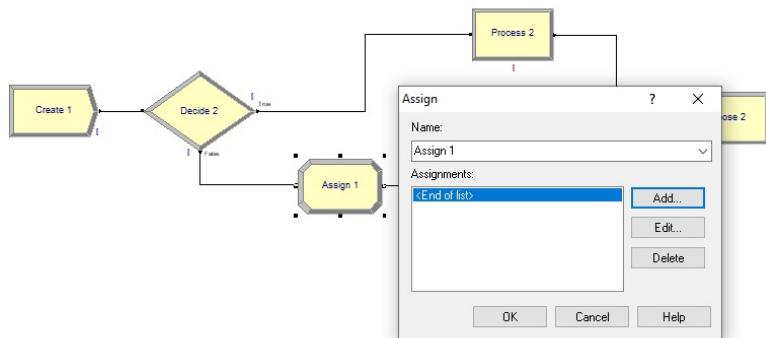 Process 2
Create 1
Decide 2
True
False
Assign 1
ose 2
Assign
?
Name:
Assign 1
Assignments:
<End of list>
Add...
Edit...
Delete
OK
Cancel
Help